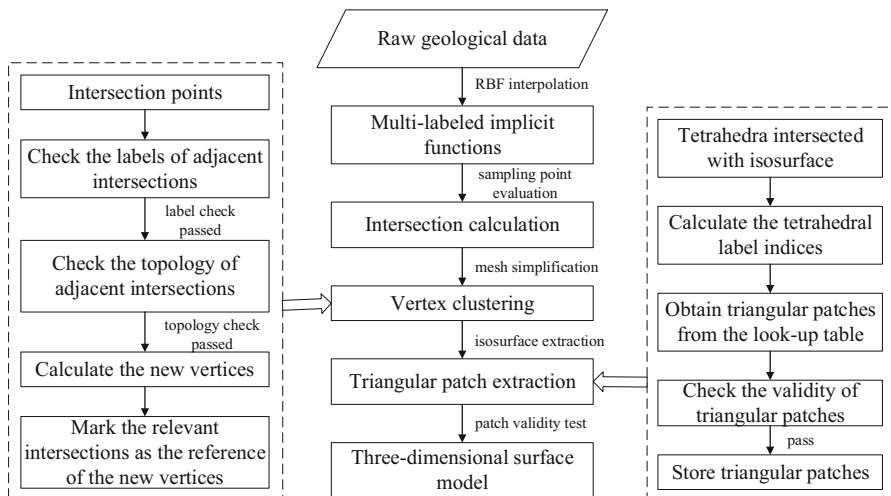 Raw geological data
RBF interpolation
Multi-labeled implicit
functions
sampling point
evaluation
Intersection calculation
mesh simplification
Vertex clustering
isosurface extraction
Triangular patch extraction
patch validity test
Three-dimensional surface
model
Intersection points
Check the labels of adjacent
intersections
label check
passed
Check the topology of
adjacent intersections
topology check
passed
Calculate the new vertices
Mark the relevant
intersections as the reference
of the new vertices
Tetrahedra intersected
with isosurface
Calculate the tetrahedral
label indices
Obtain triangular patches
from the look-up table
Check the validity of
triangular patches
pass
Store triangular patches